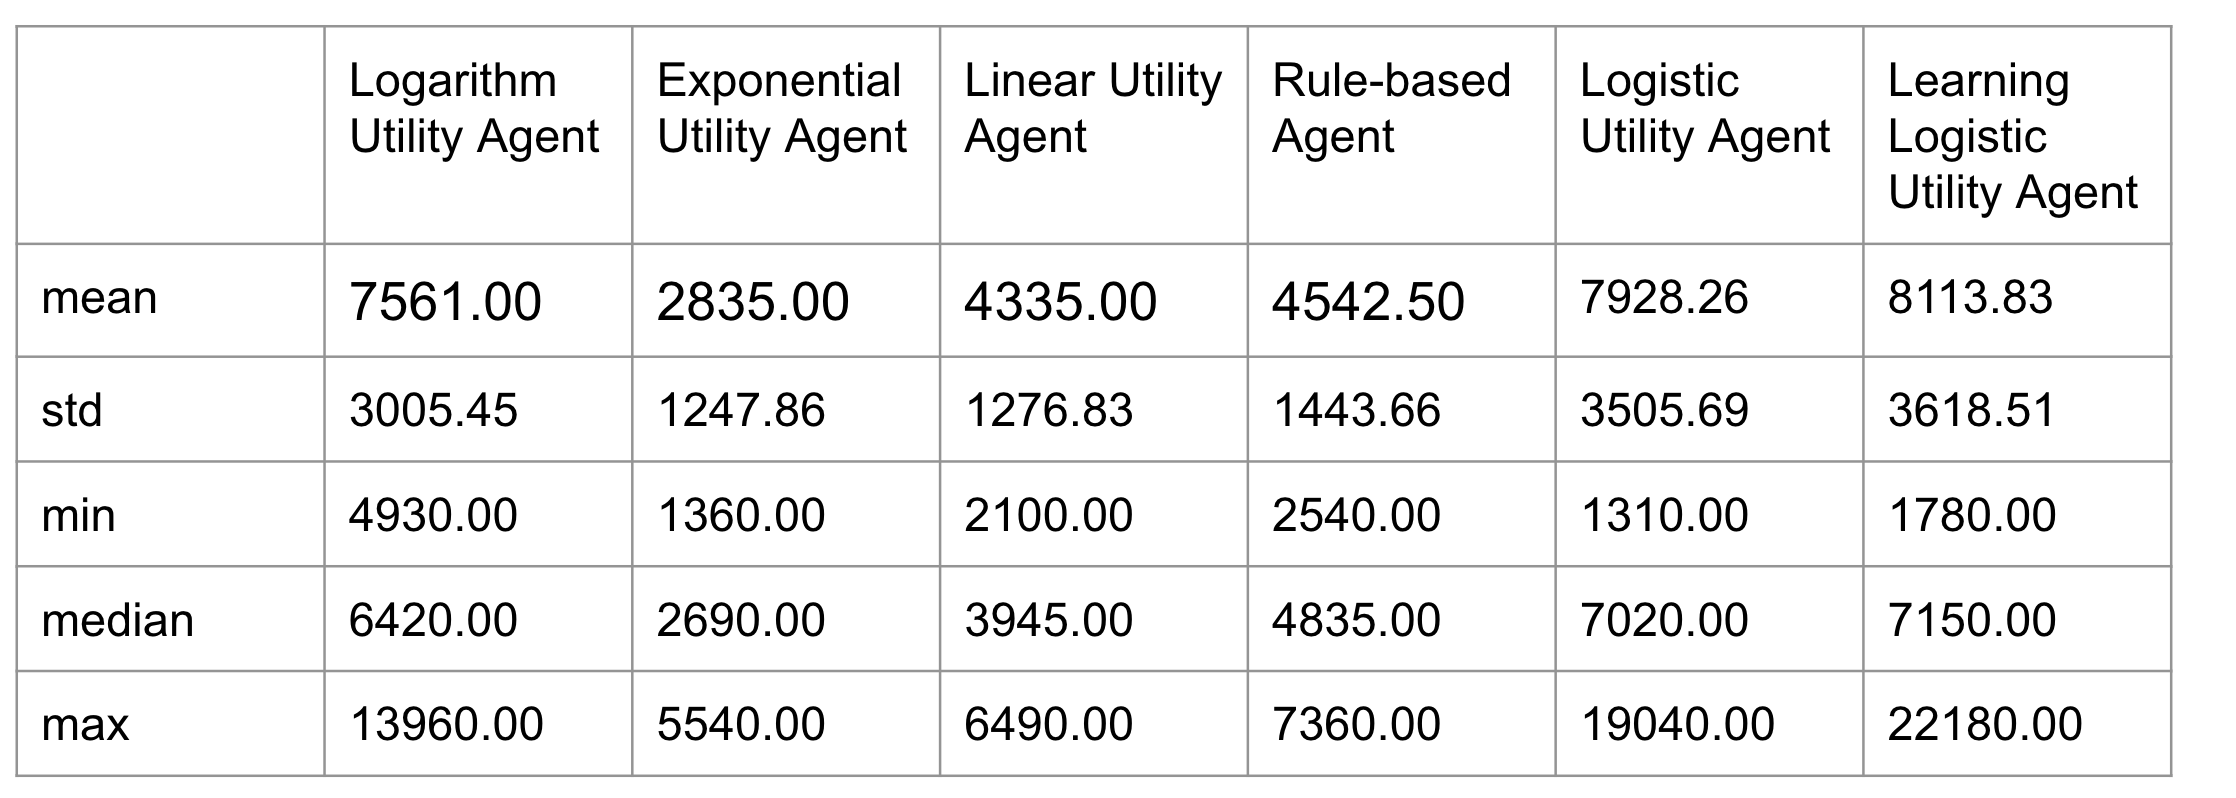 Logarithm Utility Agent Exponential Utility Agent Linear Utility Agent Rule-based Agent Logistic Utility Agent Learning Logistic Utility Agent
mean 7561.00 2835.00 4335.00 4542.50 7928.26 8113.83
std 3005.45 1247.86 1276.83 1443.66 3505.69 3618.51
min 4930.00 1360.00 2100.00 2540.00 1310.00 1780.00
median 6420.00 2690.00 3945.00 4835.00 7020.00 7150.00
max 13960.00 5540.00 6490.00 7360.00 19040.00 22180.00